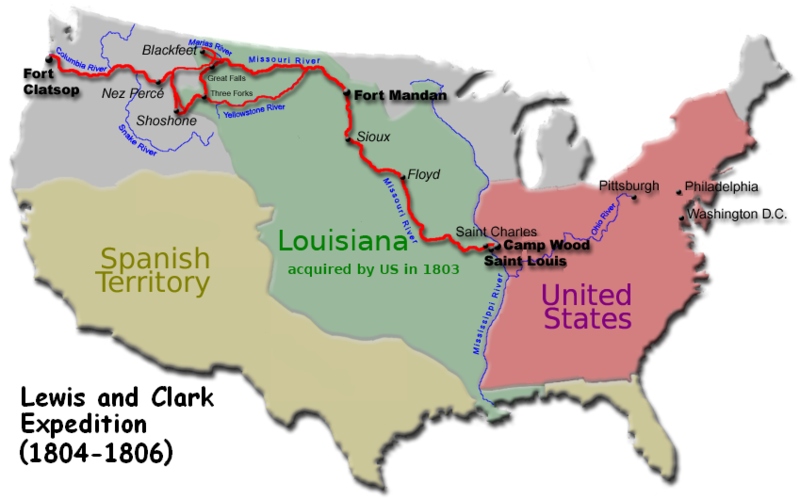 Blackfeet
Marias River
Missouri River
Columbia River
Fort
Clatsop
Great Falls
Nez Percé
Three Forks
Fort Mandan
Yellowstone River
Shoshone
Snake River
Sioux
Floyd
Missouri River
Pittsburgh
Philadelphia
Ohio River
Washington D.C.
Saint Charles
Camp Wood
Saint Louis
Louisiana
acquired by US in 1803
Spanish
Territory
Mississippi River
United
States
Lewis and Clark
Expedition
(1804-1806)